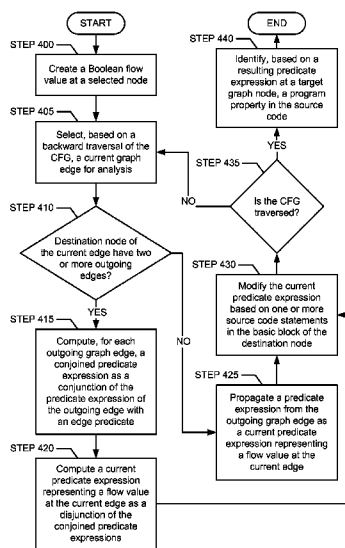 START
STEP 400
Create a Boolean flow
value at a selected node
STEP 405
Select, based on a
backward traversal of
the CFG, a current graph
edge for analysis
STEP 410
Destination node of
the current edge have two
or more outgoing
edges?
YES
NO
STEP 415
Compute, for each
outgoing graph edge, a
conjoined predicate
expression as a
conjunction of the
predicate expression of
the outgoing edge with
an edge predicate
STEP 420
Compute a current
predicate expression
representing a flow value
at the current edge as a
disjunction of the
conjoined predicate
expressions
STEP 425
Propagate a predicate
expression from the
outgoing graph edge as
a current predicate
expression representing
a flow value at the
current edge
STEP 430
Modify the current
predicate expression
based on one or more
source code statements
in the basic block of the
destination node
STEP 435
Is the CFG
traversed?
NO
YES
STEP 440
Identify, based on a
resulting predicate
expression at a target
graph node, a program
property in the source
code
END